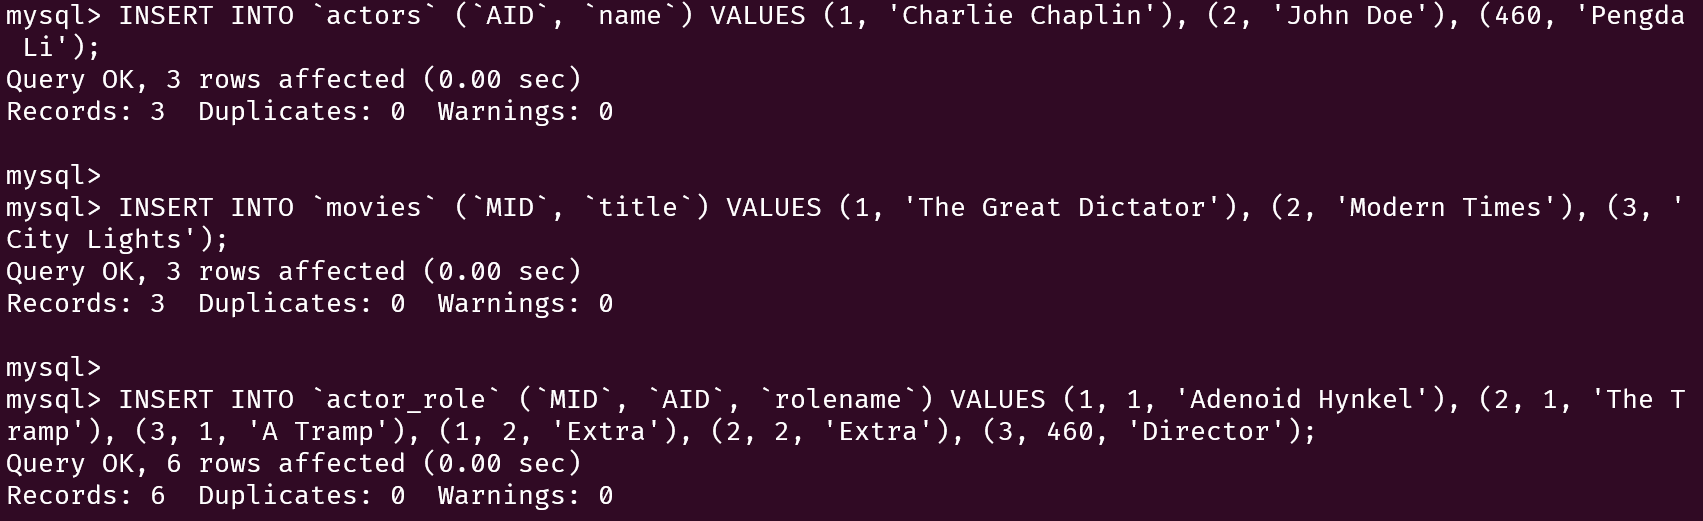 mysql> INSERT INTO `actors` (`AID`, `name`) VALUES (1, 'Charlie Chaplin'), (2, 'John Doe'), (460, 'Pengda
 Li');
Query OK, 3 rows affected (0.00 sec)
Records: 3  Duplicates: 0  Warnings: 0

mysql>
mysql> INSERT INTO `movies` (`MID`, `title`) VALUES (1, 'The Great Dictator'), (2, 'Modern Times'), (3, '
City Lights');
Query OK, 3 rows affected (0.00 sec)
Records: 3  Duplicates: 0  Warnings: 0

mysql>
mysql> INSERT INTO `actor_role` (`MID`, `AID`, `rolename`) VALUES (1, 1, 'Adenoid Hynkel'), (2, 1, 'The T
ramp'), (3, 1, 'A Tramp'), (1, 2, 'Extra'), (2, 2, 'Extra'), (3, 460, 'Director');
Query OK, 6 rows affected (0.00 sec)
Records: 6  Duplicates: 0  Warnings: 0